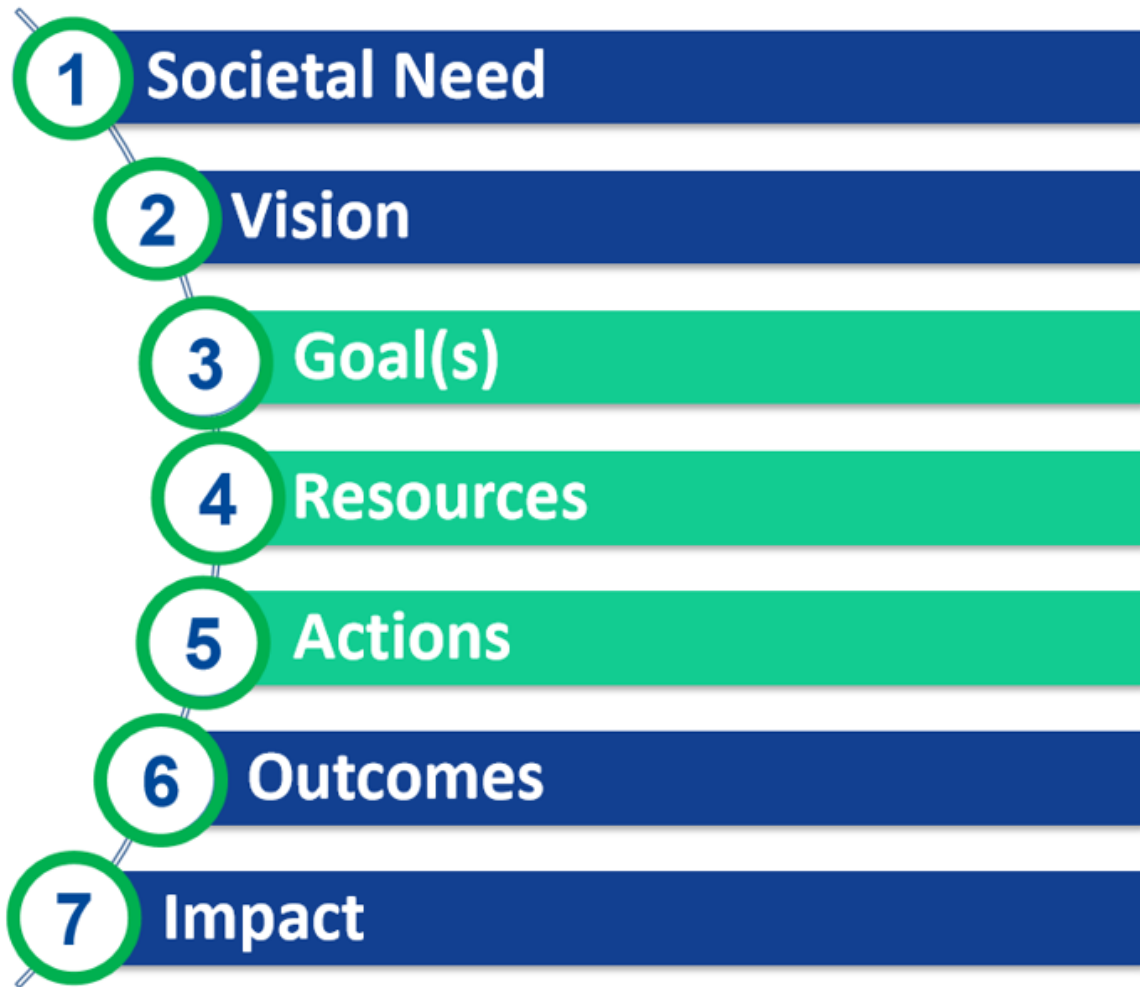 1 Societal Need
2 Vision
3 Goal(s)
4 Resources
5 Actions
6 Outcomes
7 Impact